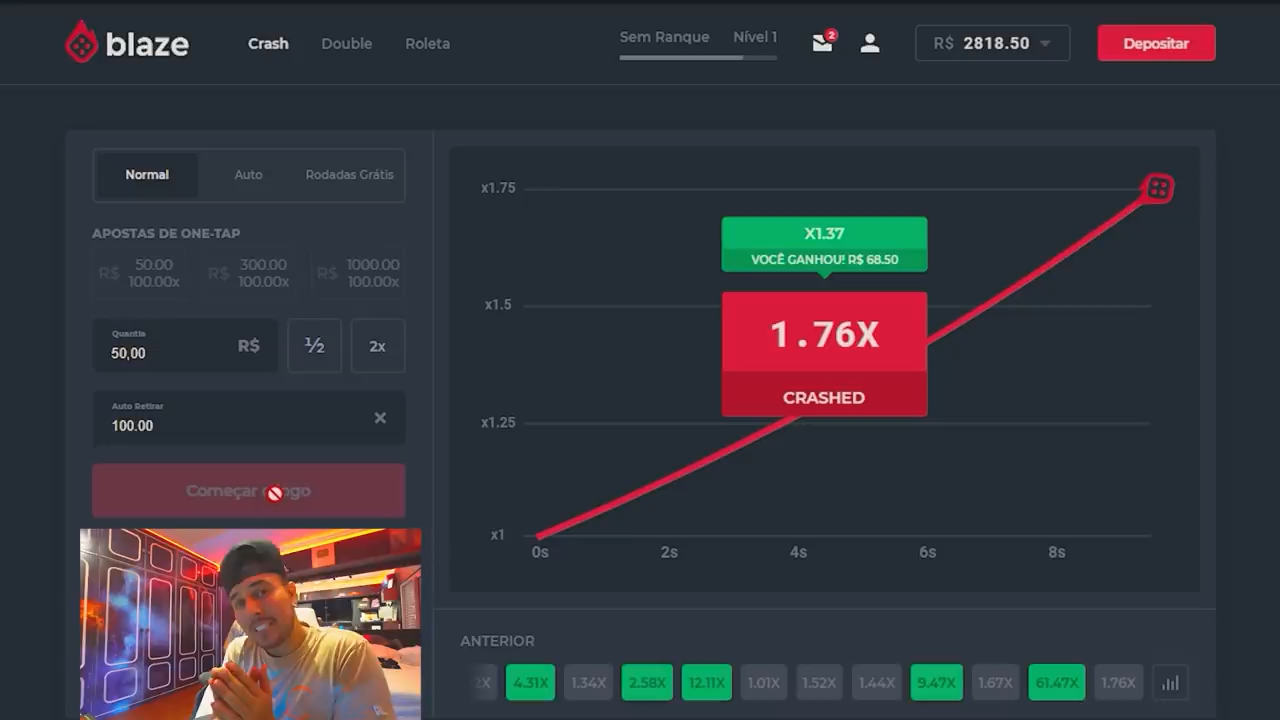 blaze
Crash
Double
Roleta
Sem Ranque
Nível 1
2
R$ 2818.50
Depositar
Normal
Auto
Rodadas Grátis
APOSTAS DE ONE-TAP
R$ 50.00 100.00x
R$ 300.00 100.00x
R$ 1000.00 100.00x
Quantia
50,00
R$
½
2x
Auto Retirar
100.00
Começar
x1.75
x1.5
x1.25
x1
0s
2s
4s
6s
8s
X1.37
VOCÊ GANHOU! R$ 68.50
1.76X
CRASHED
ANTERIOR
2X
4.31X
1.34X
2.58X
12.11X
1.01X
1.52X
1.44X
9.47X
1.67X
61.47X
1.76X